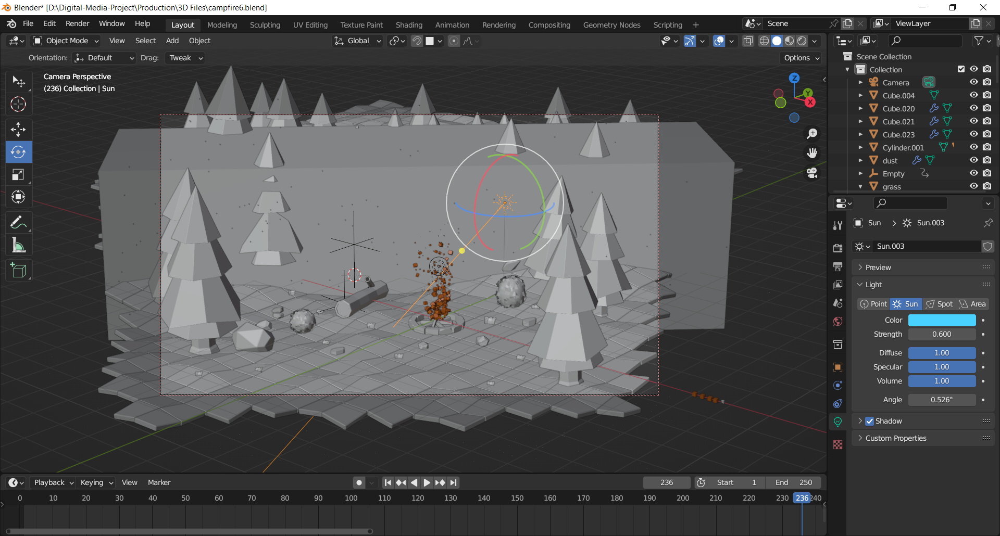 Blender* [D:\Digital-Media-Project\Production\3D Files\campfire6.blend]
File Edit Render Window Help Layout Modeling Sculpting UV Editing Texture Paint Shading Animation Rendering Compositing Geometry Nodes Scripting + Scene ViewLayer
Object Mode View Select Add Object Global
Orientation: Default Drag: Tweak Options
Camera Perspective
(236) Collection | Sun
Z
Y
X
Scene Collection
Collection
Camera
Cube.004
Cube.020
Cube.021
Cube.023
Cylinder.001
dust
Empty
grass
Sun > Sun.003
Sun.003
Preview
Light
Point Sun Spot Area
Color
Strength 0.600
Diffuse 1.00
Specular 1.00
Volume 1.00
Angle 0.526°
Shadow
Custom Properties
Playback Keying View Marker 236 Start 1 End 250
0 10 20 30 40 50 60 70 80 90 100 110 120 130 140 150 160 170 180 190 200 210 220 230 236 240